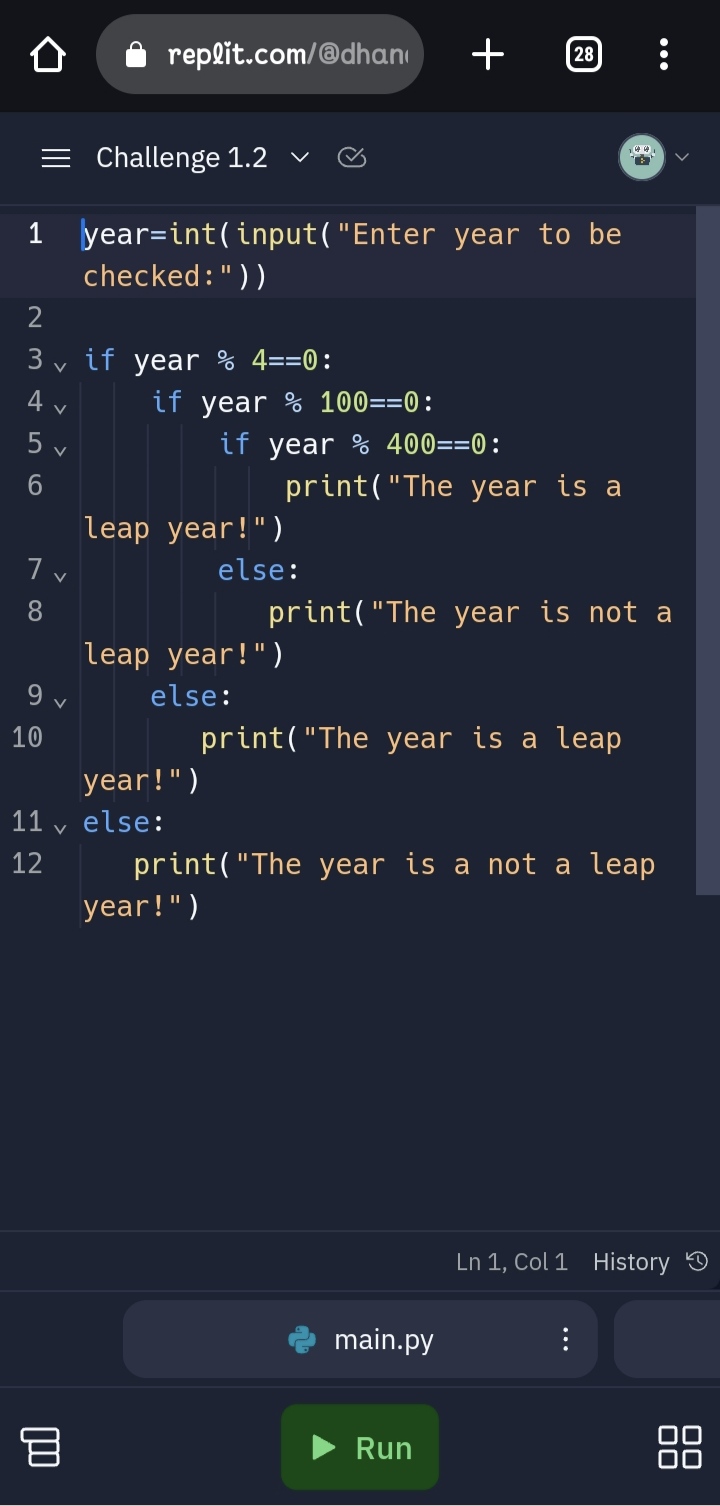 replit.com/@dhan
28
Challenge 1.2
1 year=int(input("Enter year to be
checked:"))
2
3 if year % 4==0:
4 if year % 100==0:
5 if year % 400==0:
6 print("The year is a
leap year!")
7 else:
8 print("The year is not a
leap year!")
9 else:
10 print("The year is a leap
year!")
11 else:
12 print("The year is a not a leap
year!")
Ln 1, Col 1 History
main.py
Run